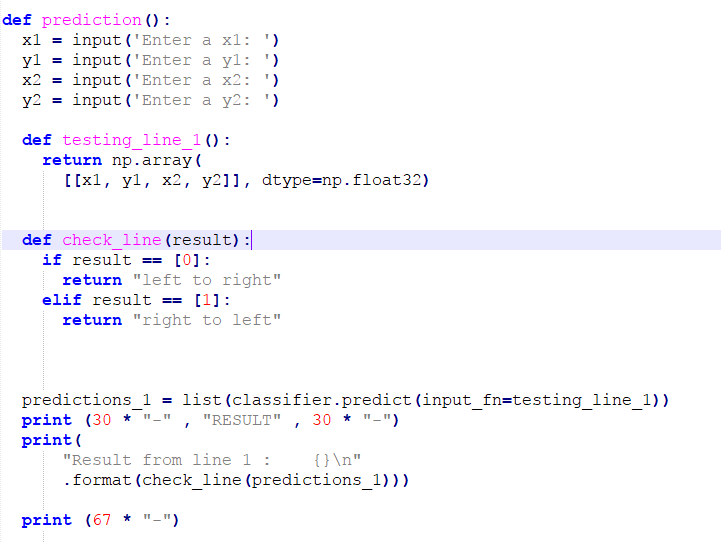 def prediction():
  x1 = input('Enter a x1: ')
  y1 = input('Enter a y1: ')
  x2 = input('Enter a x2: ')
  y2 = input('Enter a y2: ')
  def testing_line_1():
    return np.array(
      [[x1, y1, x2, y2]], dtype=np.float32)
  def check_line(result):
    if result == [0]:
      return "left to right"
    elif result == [1]:
      return "right to left"
  predictions_1 = list(classifier.predict(input_fn=testing_line_1))
  print (30 * "-" , "RESULT" , 30 * "-")
  print(
      "Result from line 1 :    {}\n"
      .format(check_line(predictions_1)))
  print (67 * "-")